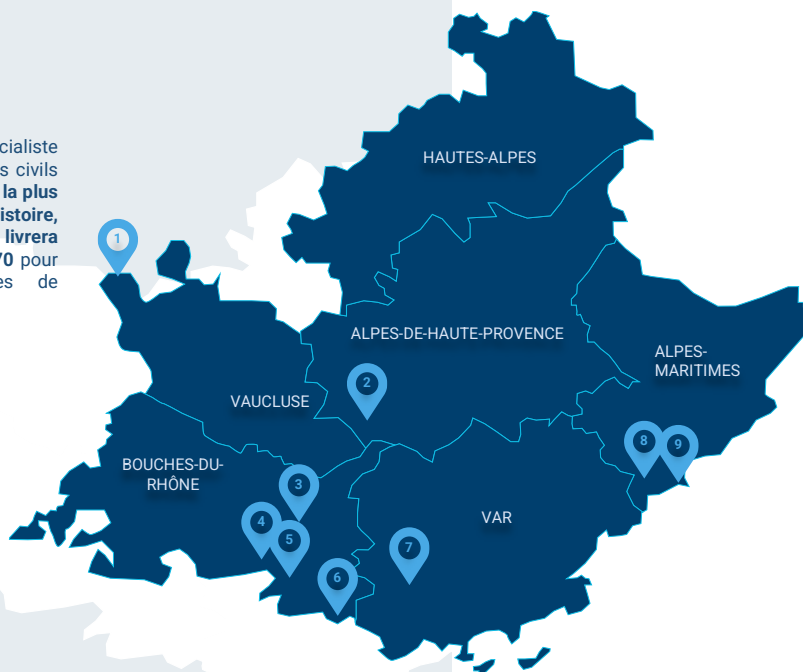 cialiste
s civils
la plus
istoire,
livrera
70 pour
es de
HAUTES-ALPES
1
ALPES-DE-HAUTE-PROVENCE
ALPES-
MARITIMES
2
VAUCLUSE
8
9
BOUCHES-DU-
RHÔNE
3
VAR
4
5
7
6